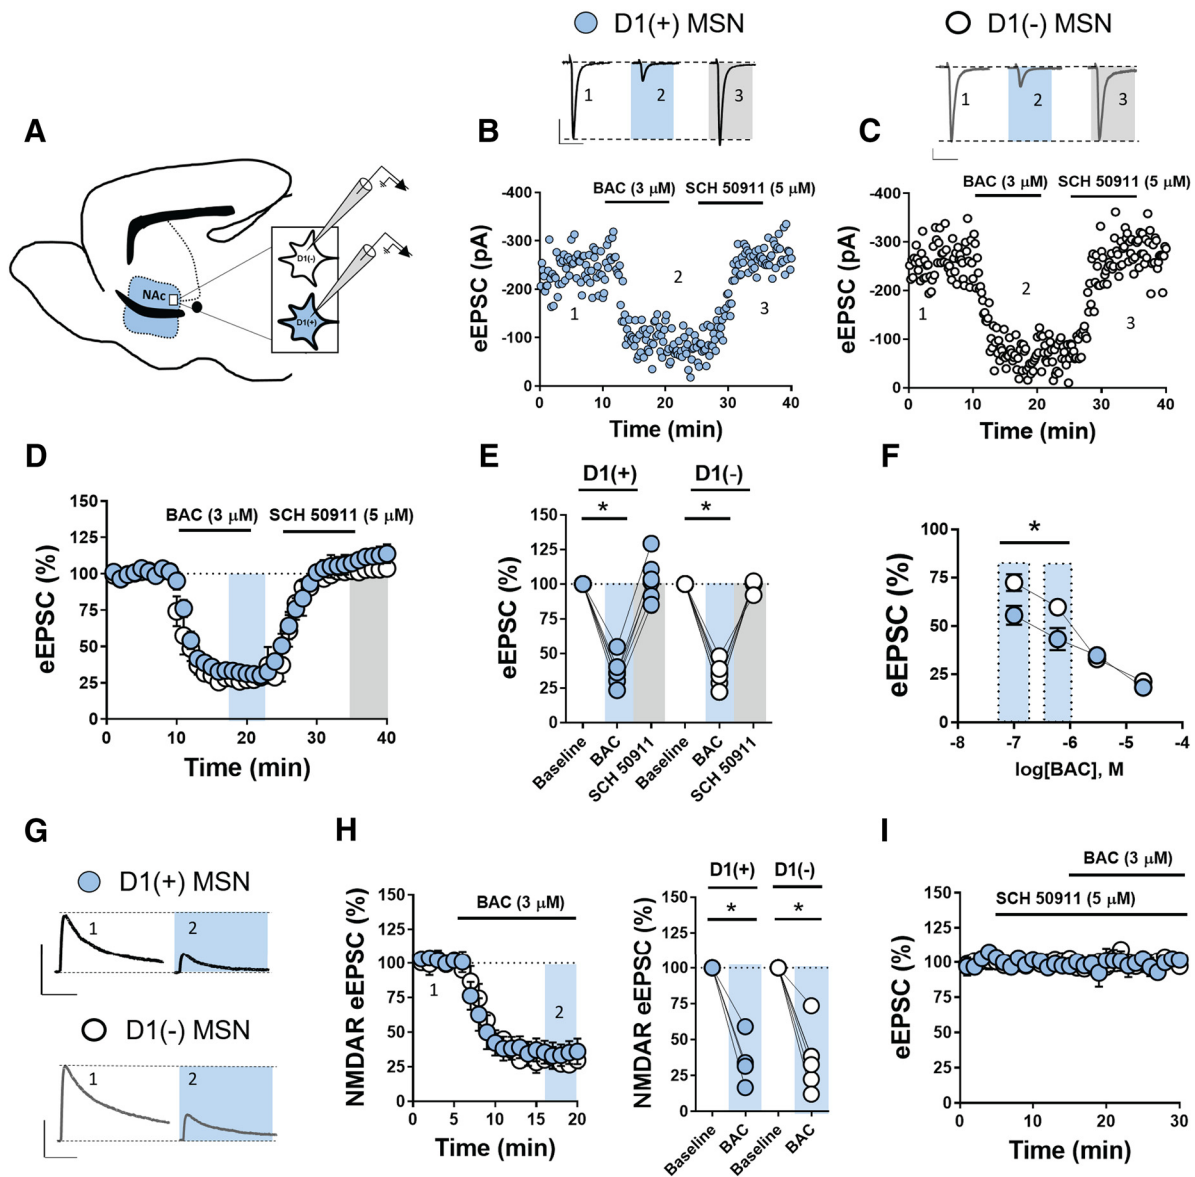 D1(+) MSN
D1(-) MSN
A
NAc
D1(-)
D1(+)
B
1
2
3
BAC (3 μM)
SCH 50911 (5 μM)
eEPSC (pA)
-400
-300
-200
-100
0
1
2
3
0
10
20
30
40
Time (min)
C
1
2
3
BAC (3 μM)
SCH 50911 (5 μM)
eEPSC (pA)
-400
-300
-200
-100
0
1
2
3
0
10
20
30
40
Time (min)
D
BAC (3 μM)
SCH 50911 (5 μM)
eEPSC (%)
150
125
100
75
50
25
0
0
10
20
30
40
Time (min)
E
D1(+)
D1(-)
*
*
eEPSC (%)
150
125
100
75
50
25
0
Baseline
BAC
SCH 50911
Baseline
BAC
SCH 50911
F
*
eEPSC (%)
100
75
50
25
0
-8
-7
-6
-5
-4
log[BAC], M
G
D1(+) MSN
1
2
D1(-) MSN
1
2
H
BAC (3 μM)
NMDAR eEPSC (%)
150
125
100
75
50
25
0
1
2
0
5
10
15
20
Time (min)
D1(+)
D1(-)
*
*
NMDAR eEPSC (%)
150
125
100
75
50
25
0
Baseline
BAC
Baseline
BAC
I
BAC (3 μM)
SCH 50911 (5 μM)
eEPSC (%)
150
125
100
75
50
25
0
0
10
20
30
Time (min)